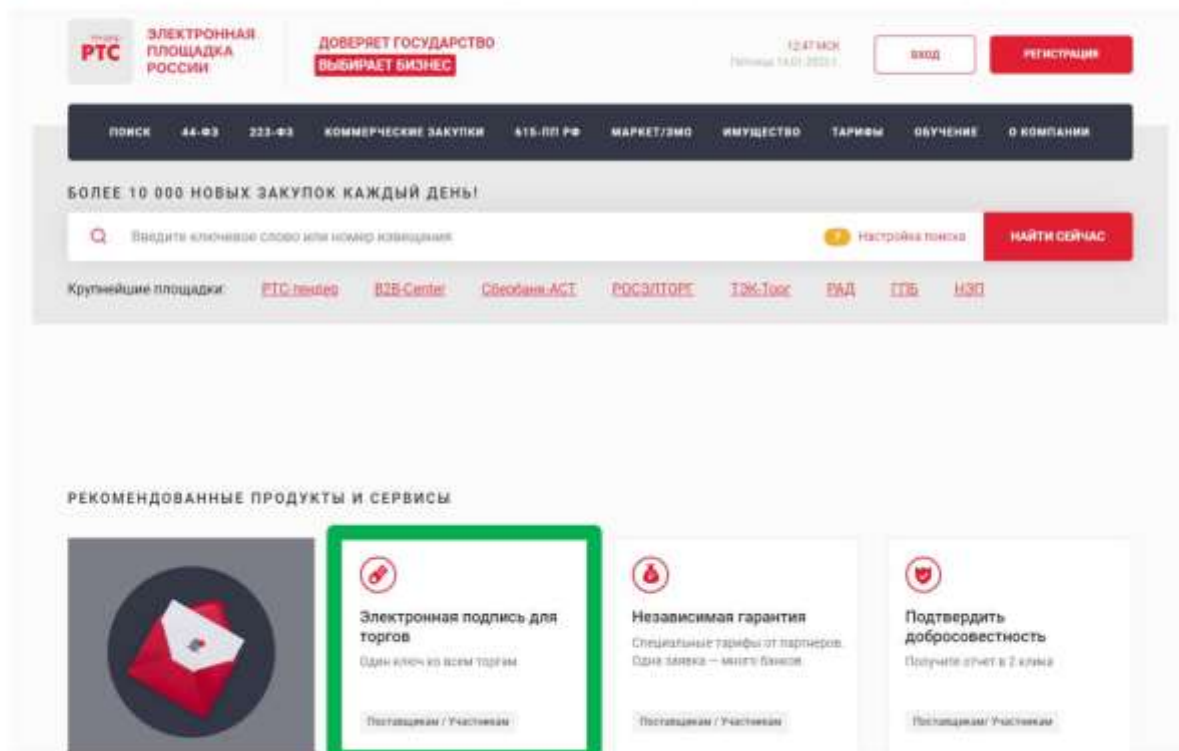 РТС
ЭЛЕКТРОННАЯ
ПЛОЩАДКА
РОССИИ
ДОВЕРЯЕТ ГОСУДАРСТВО
ВЫБИРАЕТ БИЗНЕС
12:47 МСК
ВХОД
РЕГИСТРАЦИЯ
ПОИСК 44-ФЗ 223-ФЗ КОММЕРЧЕСКИЕ ЗАКУПКИ 615-ПП РФ МАРКЕТ/ЗМО ИМУЩЕСТВО ТАРИФЫ ОБУЧЕНИЕ О КОМПАНИИ
БОЛЕЕ 10 000 НОВЫХ ЗАКУПОК КАЖДЫЙ ДЕНЬ!
Введите ключевое слово или номер извещения
Настройка поиска
НАЙТИ СЕЙЧАС
Крупнейшие площадки: РТС-тендер B2B-Center Сбербанк-АСТ РОСЭЛТОРГ ТЭК-Торг РАД ГПБ НЭП
РЕКОМЕНДОВАННЫЕ ПРОДУКТЫ И СЕРВИСЫ
Электронная подпись для
торгов
Один ключ ко всем торгам
Поставщикам / Участникам
Независимая гарантия
Специальные тарифы от партнеров.
Одна заявка — много банков
Поставщикам / Участникам
Подтвердить
добросовестность
Получите отчет в 2 клика
Поставщикам/ Участникам